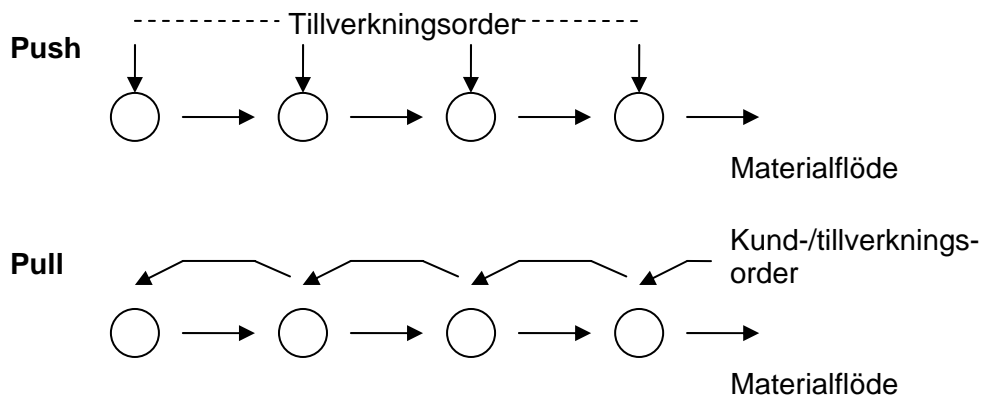 Tillverkningsorder
Push
Materialflöde
Kund-/tillverknings-
order
Pull
Materialflöde